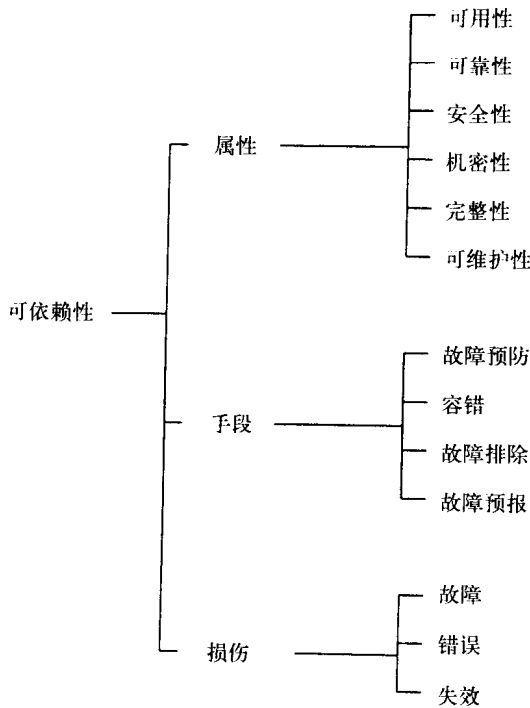 可用性
可靠性
安全性
属性
机密性
完整性
可维护性
可依赖性
故障预防
容错
手段
故障排除
故障预报
故障
错误
损伤
失效